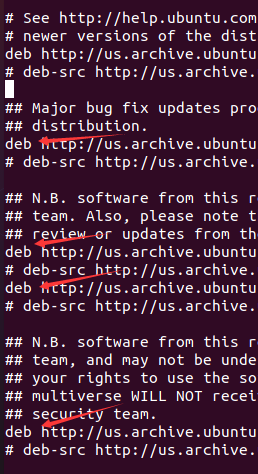 # See http://help.ubuntu.com
# newer versions of the dist
deb http://us.archive.ubuntu
# deb-src http://us.archive.
## Major bug fix updates pro
## distribution.
deb http://us.archive.ubuntu
# deb-src http://us.archive.
## N.B. software from this re
## team. Also, please note t
## review or updates from the
deb http://us.archive.ubuntu
# deb-src http://us.archive.
deb http://us.archive.ubuntu
# deb-src http://us.archive.
## N.B. software from this re
## team, and may not be unde
## your rights to use the so
## multiverse WILL NOT recei
## security team.
deb http://us.archive.ubuntu
# deb-src http://us.archive.